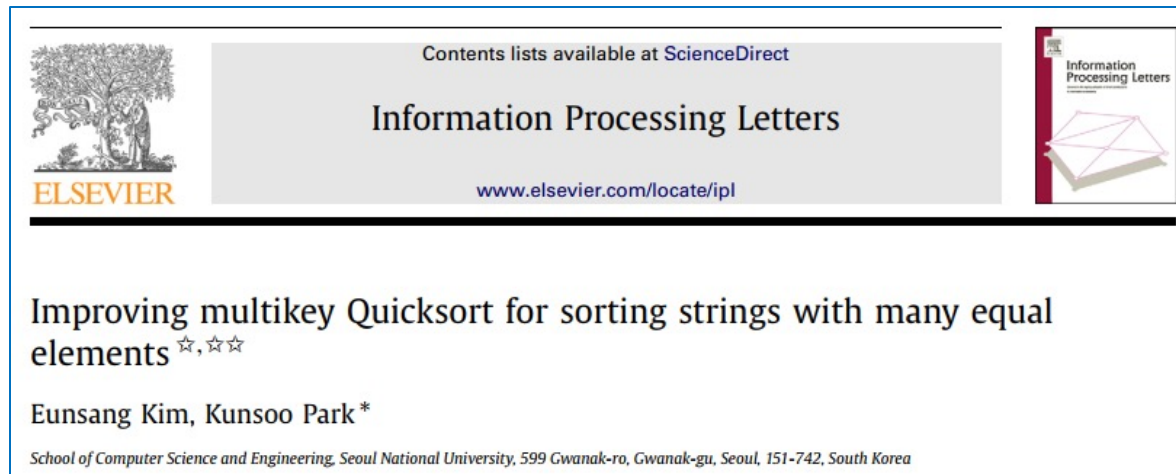 Contents lists available at ScienceDirect
Information
Processing Letters
Information Processing Letters
ELSEVIER
www.elsevier.com/locate/ipl
Improving multikey Quicksort for sorting strings with many equal
elements ☆,☆☆
Eunsang Kim, Kunsoo Park *
School of Computer Science and Engineering, Seoul National University, 599 Gwanak-ro, Gwanak-gu, Seoul, 151-742, South Korea